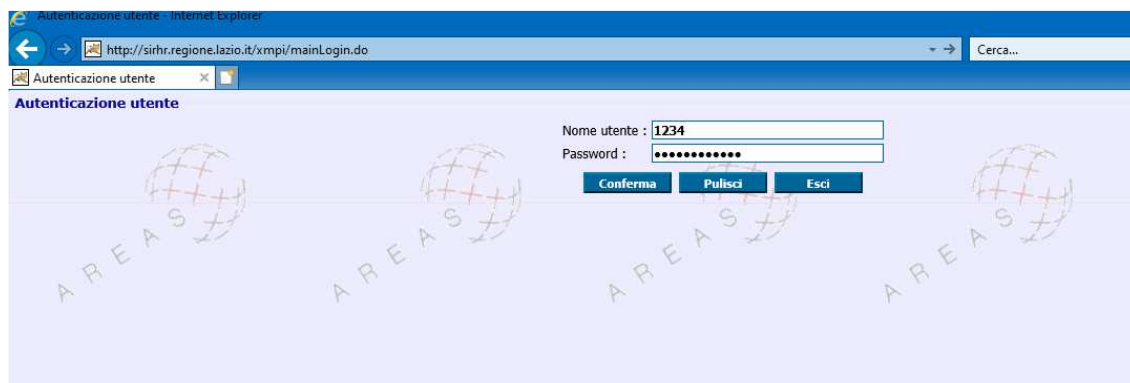 Autenticazione utente - Internet Explorer
http://sirhr.regione.lazio.it/xmpi/mainLogin.do
Cerca...
Autenticazione utente
Autenticazione utente
Nome utente : 1234
Password : ••••••••••••
Conferma Pulisci Esci
AREAS AREAS AREAS AREAS